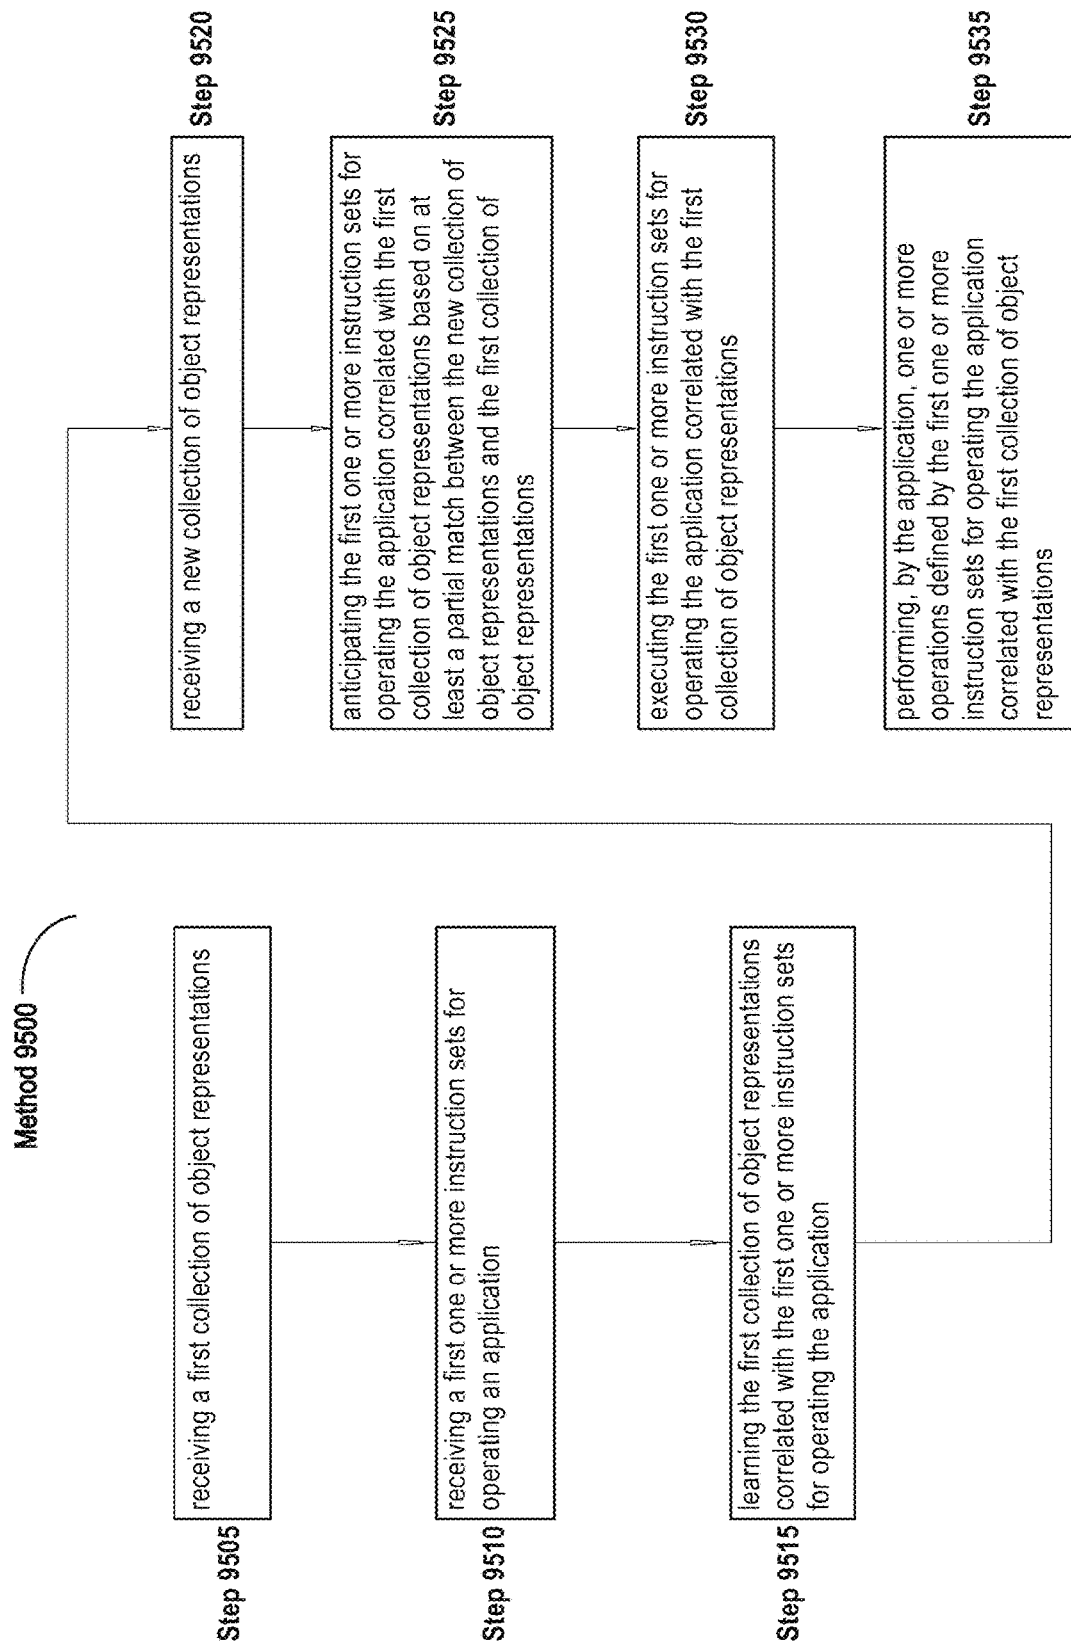 Method 9500
Step 9505
receiving a first collection of object representations
Step 9510
receiving a first one or more instruction sets for
operating an application
Step 9515
learning the first collection of object representations
correlated with the first one or more instruction sets
for operating the application
Step 9520
receiving a new collection of object representations
Step 9525
anticipating the first one or more instruction sets for
operating the application correlated with the first
collection of object representations based on at
least a partial match between the new collection of
object representations and the first collection of
object representations
Step 9530
executing the first one or more instruction sets for
operating the application correlated with the first
collection of object representations
Step 9535
performing, by the application, one or more
operations defined by the first one or more
instruction sets for operating the application
correlated with the first collection of object
representations